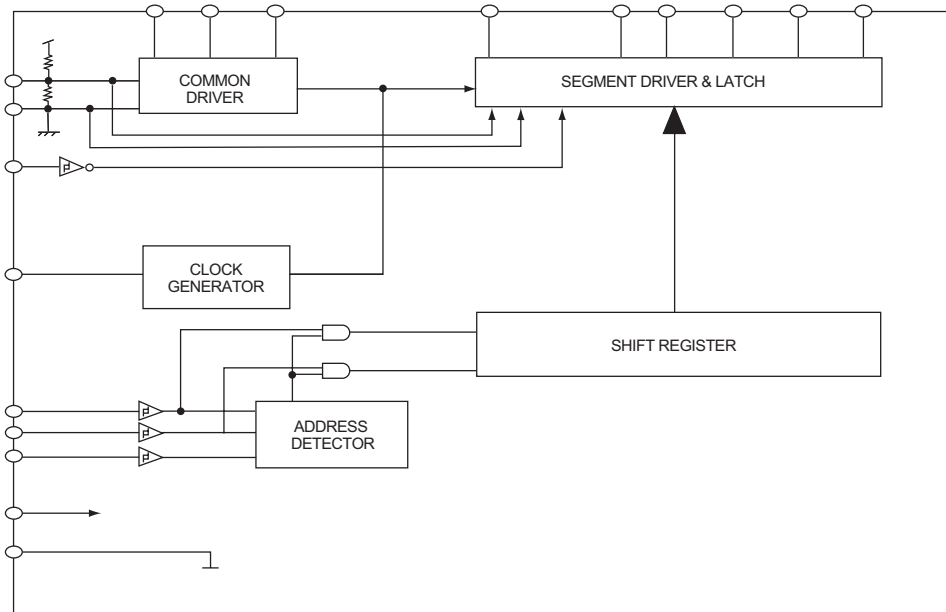 COMMON
DRIVER
SEGMENT DRIVER & LATCH
CLOCK
GENERATOR
SHIFT REGISTER
ADDRESS
DETECTOR